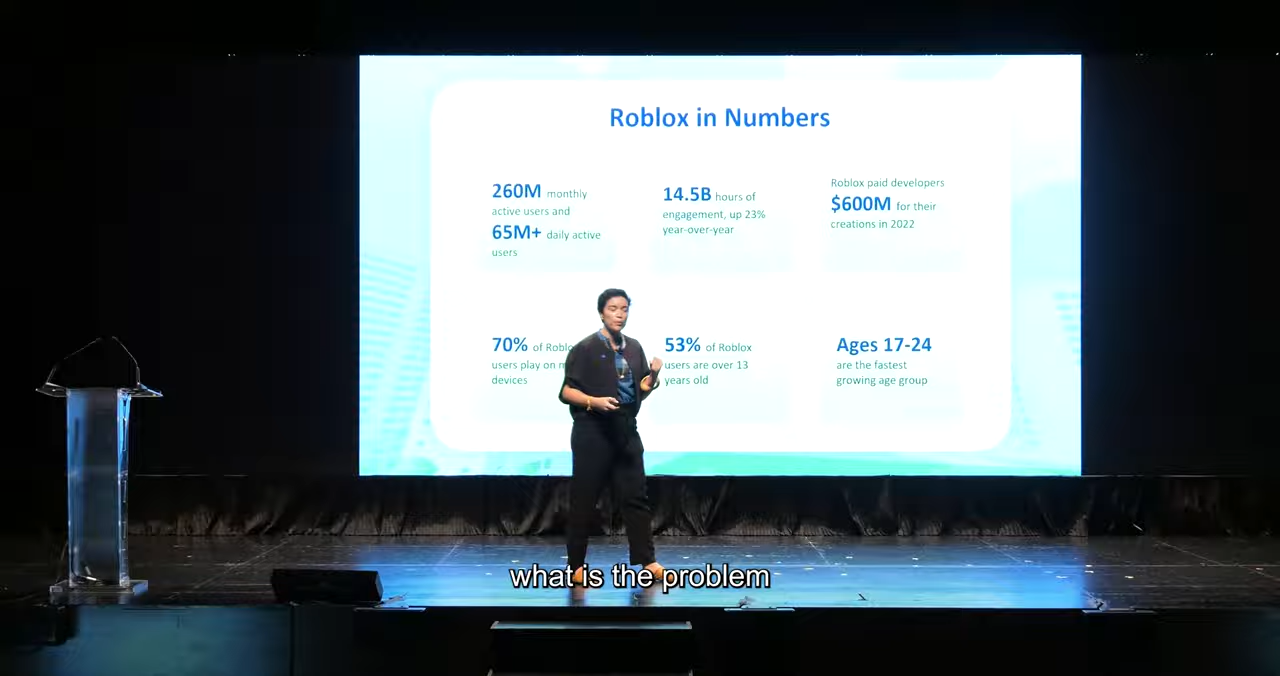 Roblox in Numbers
260M monthly
active users and
65M+ daily active
users
14.5B hours of
engagement, up 23%
year-over-year
Roblox paid developers
$600M for their
creations in 2022
70% of Roblo
users play on
devices
53% of Roblox
users are over 13
years old
Ages 17-24
are the fastest
growing age group
what is the problem